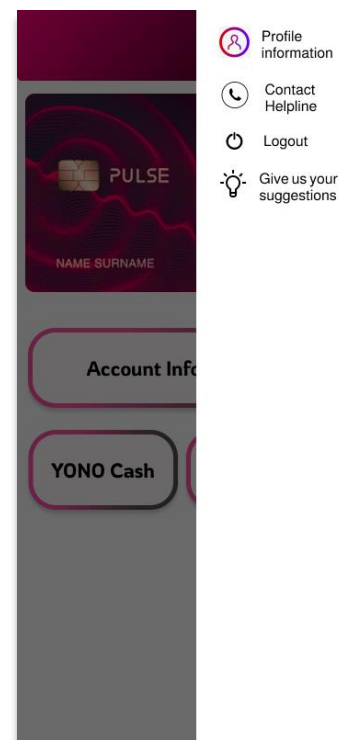 Profile
information
Contact
Helpline
Logout
Give us your
suggestions
PULSE
NAME SURNAME
Account Info
YONO Cash